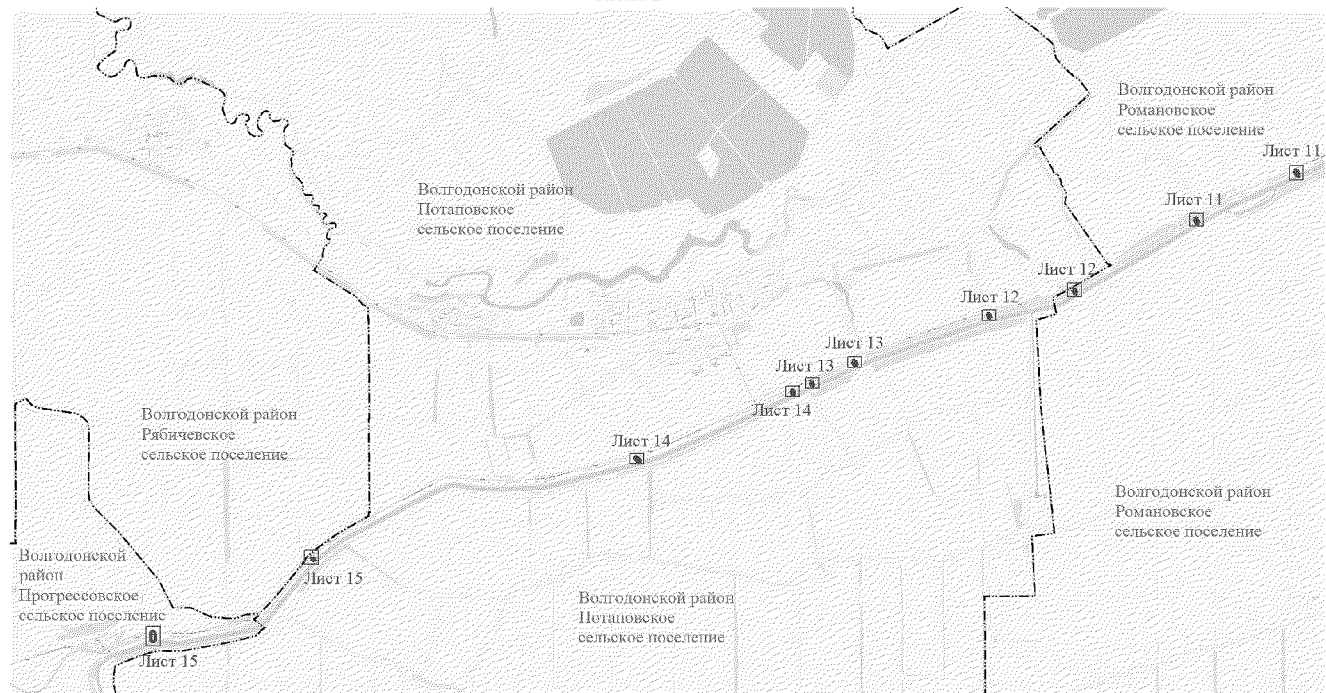 Волгодонской район
Романовское
сельское поселение
Лист 11
Волгодонской район
Потаповское
сельское поселение
Лист 11
Лист 12
Лист 12
Лист 13
Лист 13
Лист 14
Волгодонской район
Рябичевское
сельское поселение
Лист 14
Волгодонской район
Романовское
сельское поселение
Волгодонской
район
Прогрессовское
сельское поселение
Лист 15
Волгодонской район
Потаповское
сельское поселение
Лист 15